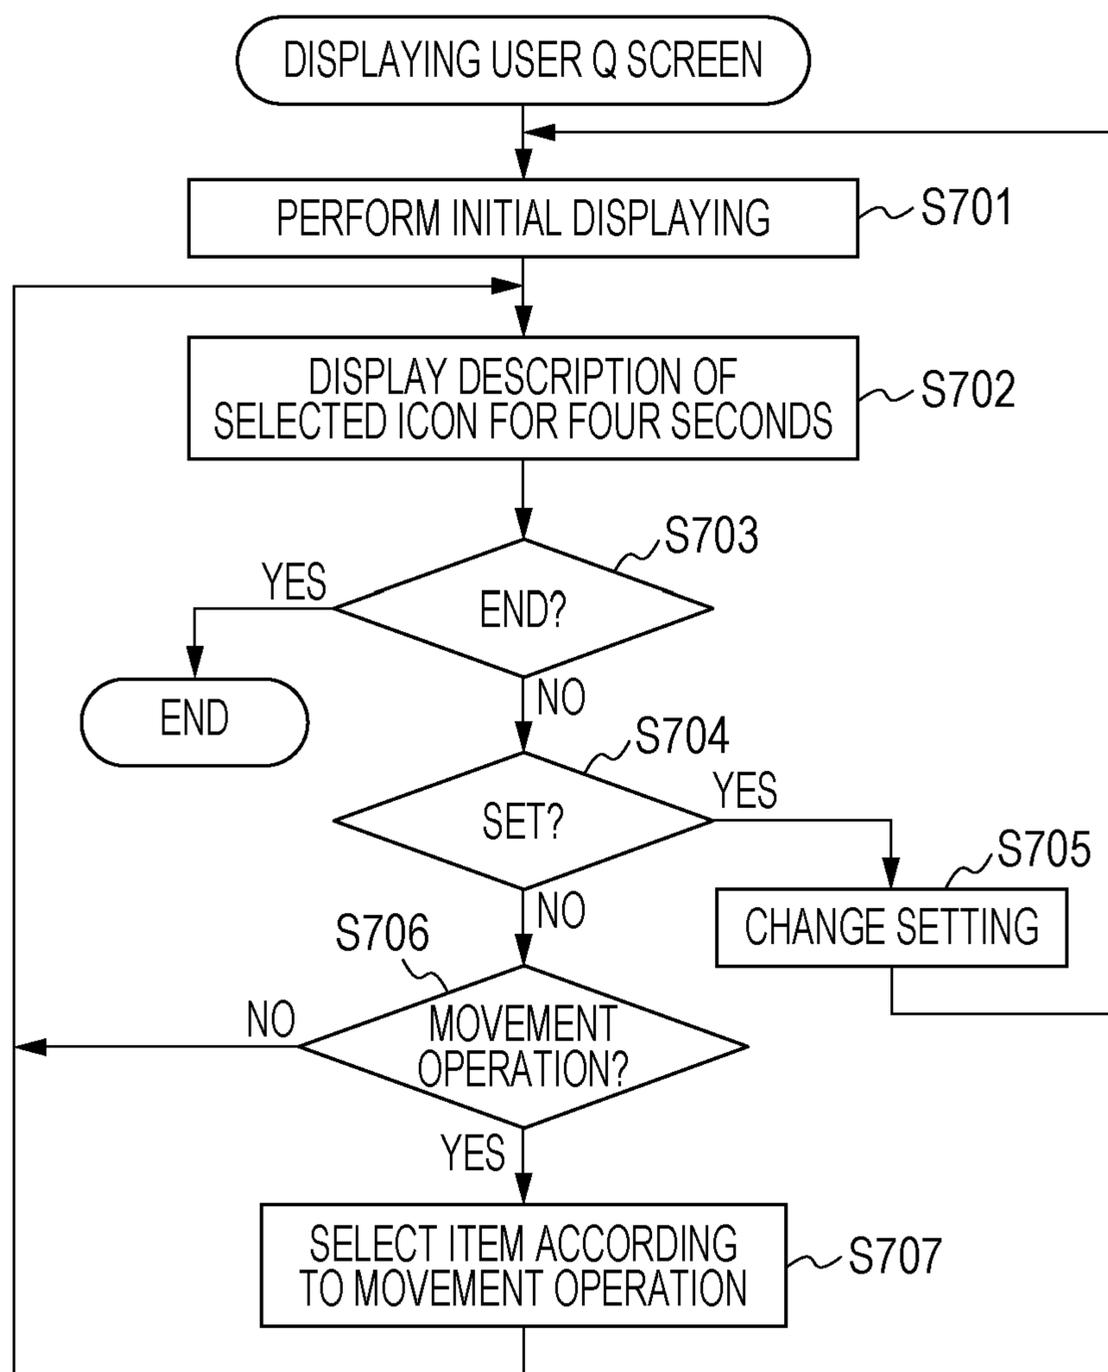 DISPLAYING USER Q SCREEN
PERFORM INITIAL DISPLAYING
S701
DISPLAY DESCRIPTION OF
SELECTED ICON FOR FOUR SECONDS
S702
S703
YES
END?
END
NO
S704
YES
SET?
S705
NO
CHANGE SETTING
S706
NO
MOVEMENT
OPERATION?
YES
SELECT ITEM ACCORDING
TO MOVEMENT OPERATION
S707